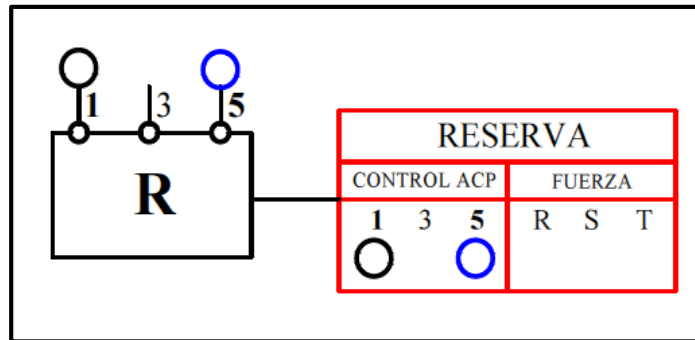 1 3 5
R
RESERVA
CONTROL ACP FUERZA
1 3 5 R S T